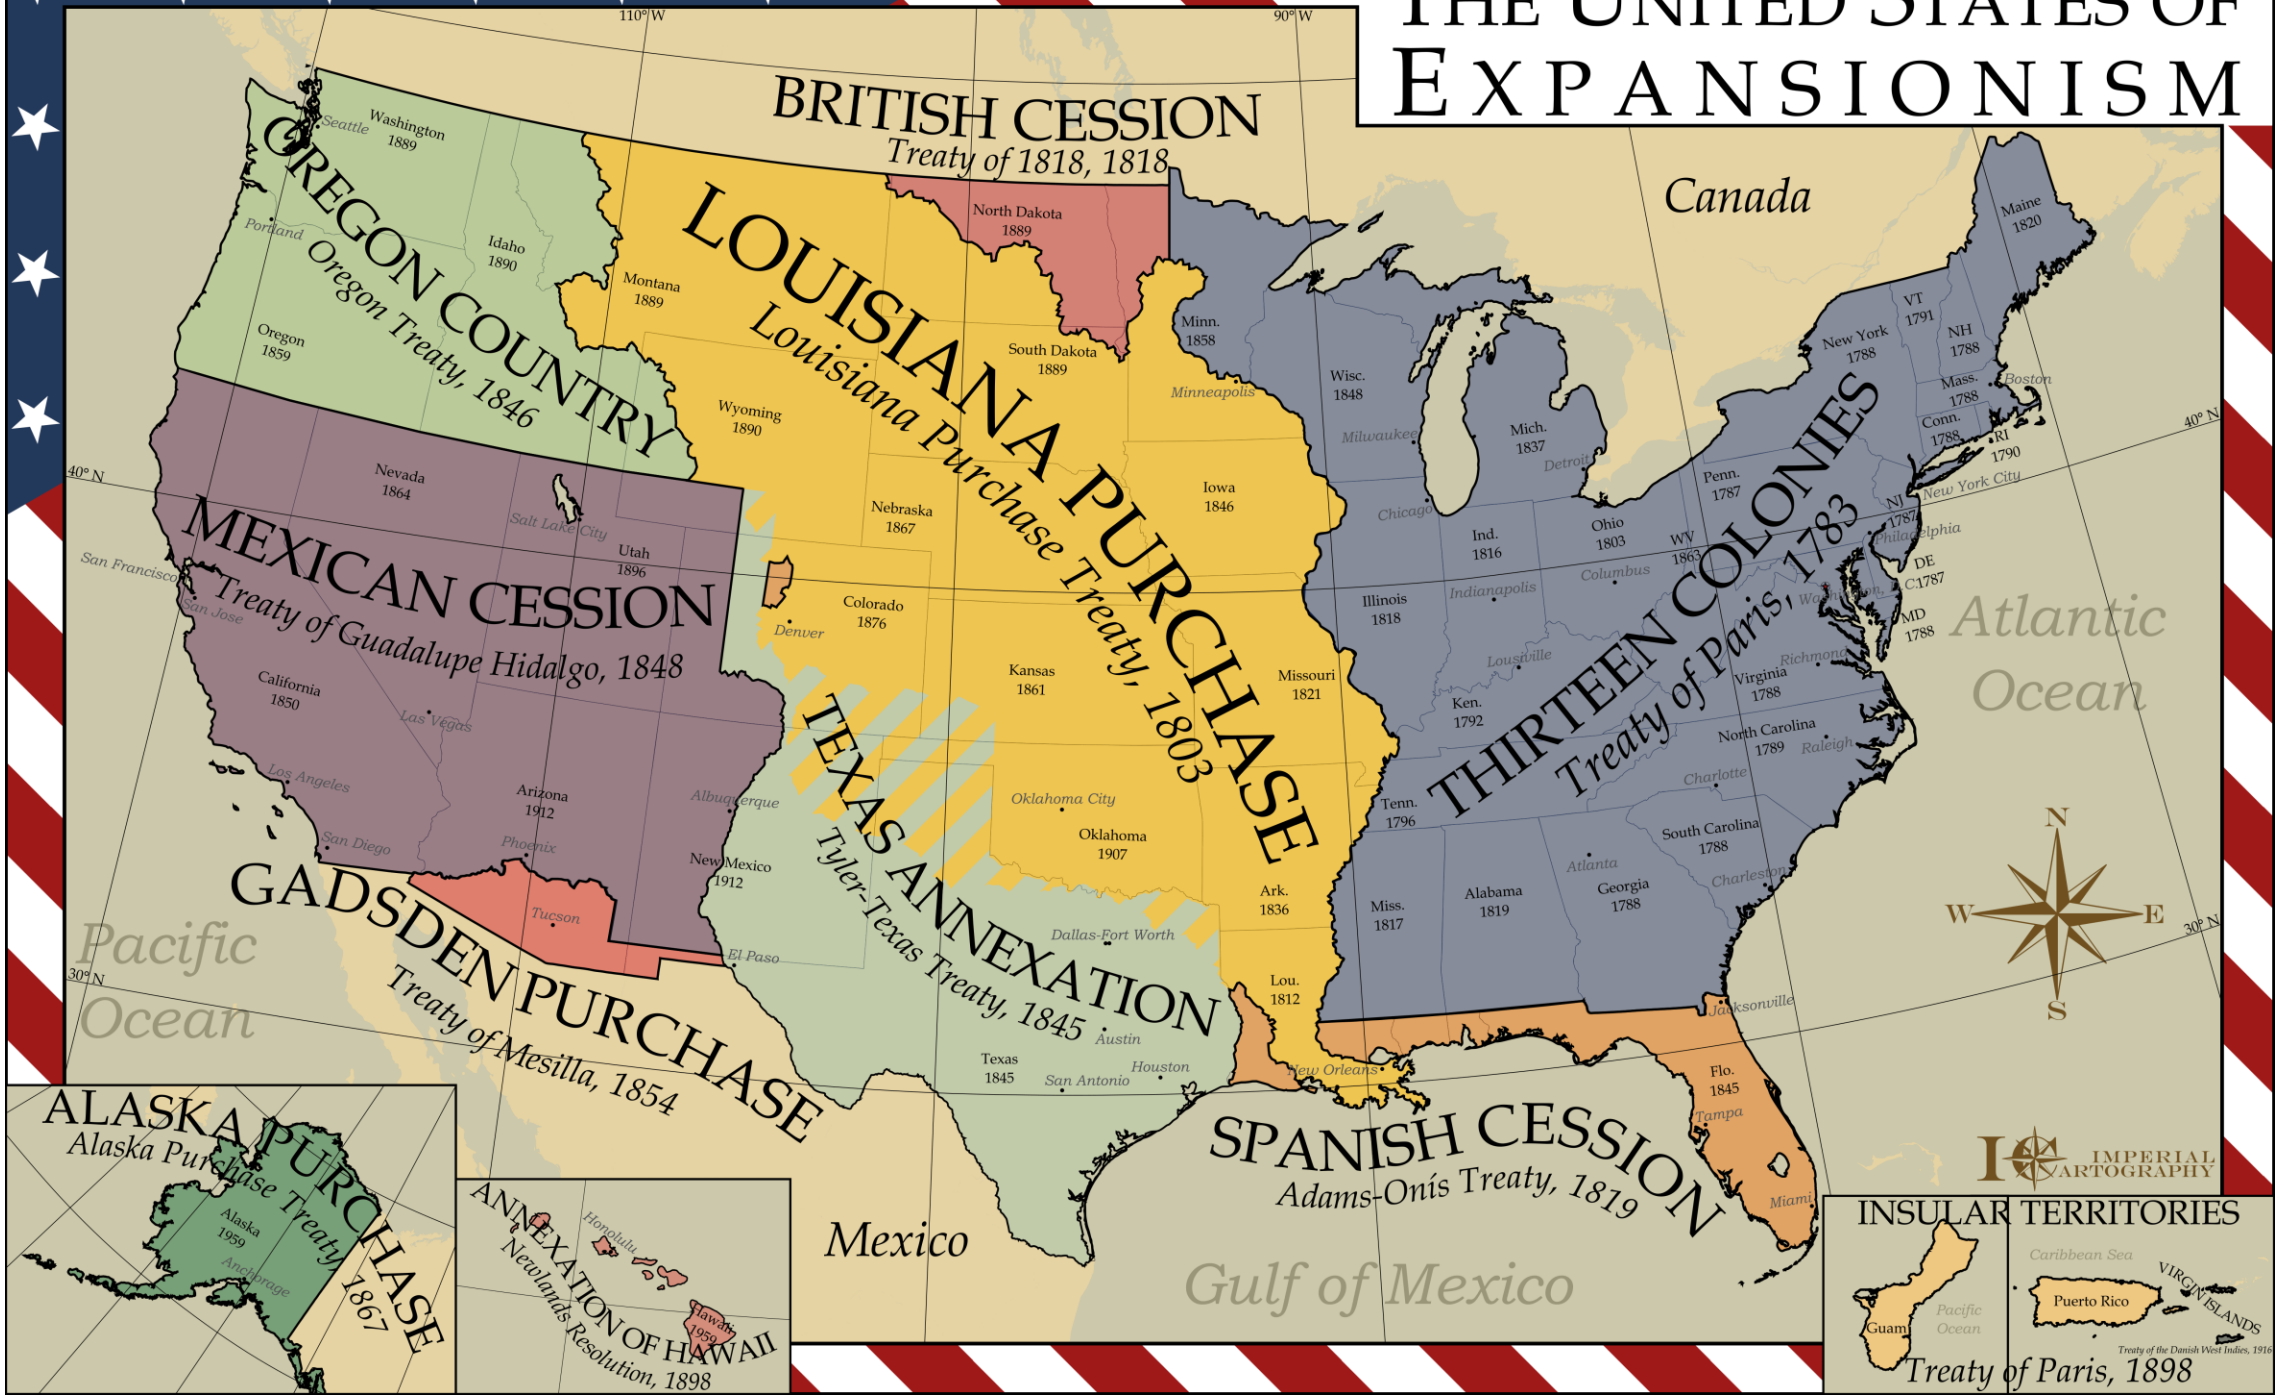 THE UNITED STATES OF
EXPANSIONISM
110° W
90° W
BRITISH CESSION
Treaty of 1818, 1818
Canada
OREGON COUNTRY
Oregon Treaty, 1846
Seattle
Washington
1889
Portland
Idaho
1890
Oregon
1859
LOUISIANA PURCHASE
Louisiana Purchase Treaty, 1803
Montana
1889
North Dakota
1889
South Dakota
1889
Wyoming
1890
Nebraska
1867
Iowa
1846
Colorado
1876
Denver
Kansas
1861
Missouri
1821
Oklahoma City
Oklahoma
1907
Ark.
1836
Lou.
1812
New Orleans
Minn.
1858
Minneapolis
THIRTEEN COLONIES
Treaty of Paris, 1783
Wisc.
1848
Milwaukee
Mich.
1837
Detroit
Chicago
Illinois
1818
Ind.
1816
Indianapolis
Ohio
1803
Columbus
WV
1863
Lousiville
Ken.
1792
Tenn.
1796
Miss.
1817
Alabama
1819
Georgia
1788
Atlanta
South Carolina
1788
Charleston
Charlotte
North Carolina
1789
Raleigh
Virginia
1788
Richmond
Washington, D.C.
MD
1788
DE
1787
Philadelphia
NJ
1787
New York City
Penn.
1787
New York
1788
VT
1791
NH
1788
Maine
1820
Mass.
1788
Boston
Conn.
1788
RI
1790
40° N
30° N
Atlantic
Ocean
N
W
E
S
MEXICAN CESSION
Treaty of Guadalupe Hidalgo, 1848
40° N
Nevada
1864
Salt Lake City
Utah
1896
San Francisco
San Jose
California
1850
Las Vegas
Los Angeles
San Diego
Arizona
1912
Phoenix
Albuquerque
New Mexico
1912
GADSDEN PURCHASE
Treaty of Mesilla, 1854
Tucson
El Paso
Pacific
Ocean
30° N
TEXAS ANNEXATION
Tyler-Texas Treaty, 1845
Dallas-Fort Worth
Austin
Texas
1845
San Antonio
Houston
SPANISH CESSION
Adams-Onís Treaty, 1819
Jacksonville
Flo.
1845
Tampa
Miami
Mexico
Gulf of Mexico
IC
IMPERIAL
CARTOGRAPHY
ALASKA PURCHASE
Alaska Purchase Treaty, 1867
Alaska
1959
Anchorage
ANNEXATION OF HAWAII
Newlands Resolution, 1898
Honolulu
Hawaii
1959
INSULAR TERRITORIES
Guam
Pacific
Ocean
Caribbean Sea
Puerto Rico
VIRGIN ISLANDS
Treaty of the Danish West Indies, 1916
Treaty of Paris, 1898